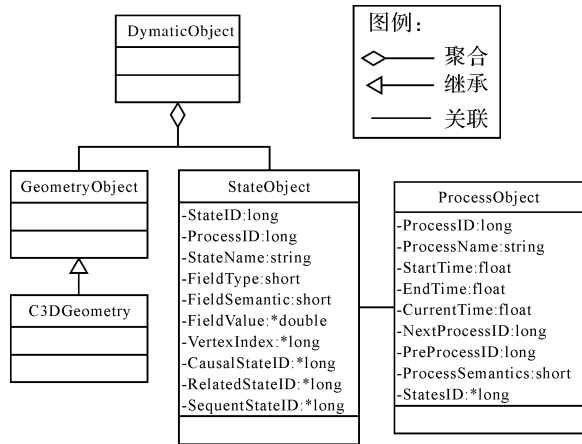 DymaticObject
图例:
聚合
继承
关联
GeometryObject
StateObject
-StateID:long
-ProcessID:long
-StateName:string
-FieldType:short
-FieldSemantic:short
-FieldValue:*double
-VertexIndex:*long
-CausalStateID:*long
-RelatedStateID:*long
-SequentStateID:*long
ProcessObject
-ProcessID:long
-ProcessName:string
-StartTime:float
-EndTime:float
-CurrentTime:float
-NextProcessID:long
-PreProcessID:long
-ProcessSemantics:short
-StatesID:*long
C3DGeometry